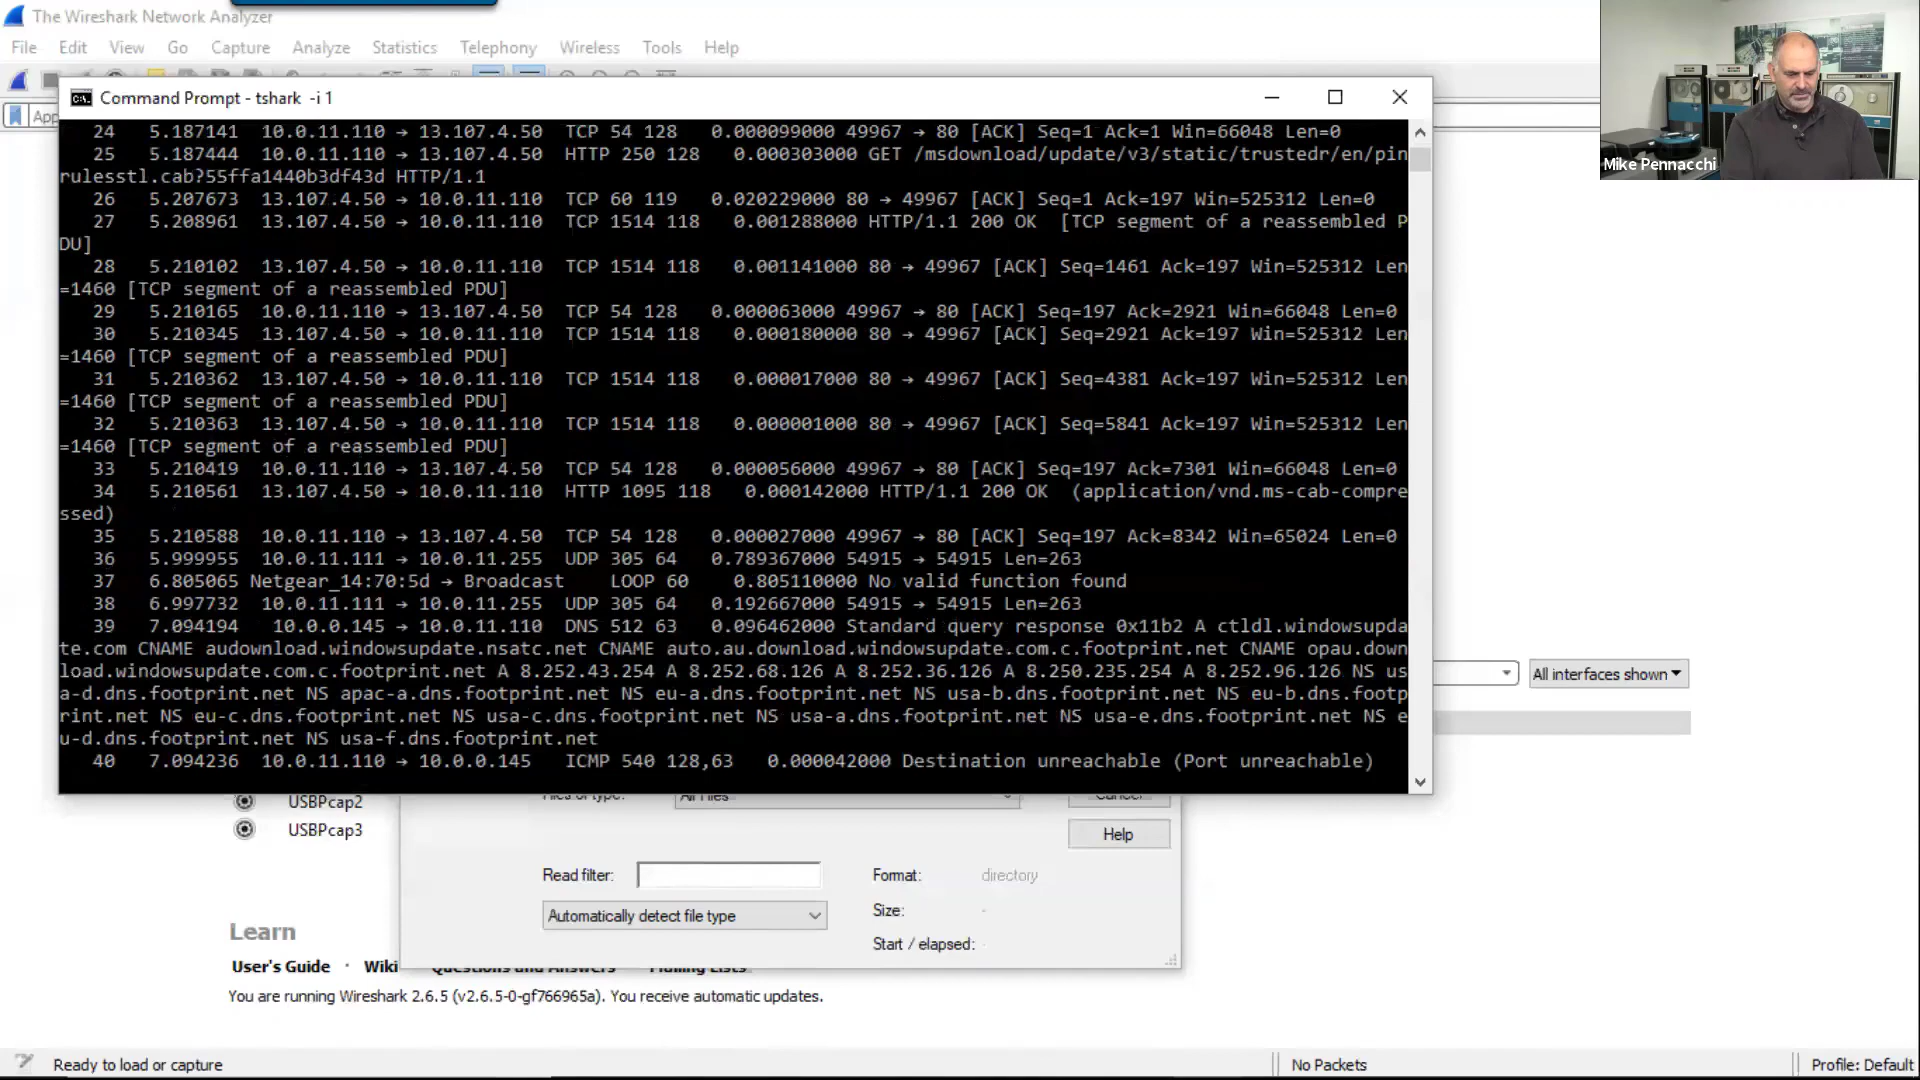 The Wireshark Network Analyzer
File Edit View Go Capture Analyze Statistics Telephony Wireless Tools Help
App
Command Prompt - tshark -i 1
24 5.187141 10.0.11.110 → 13.107.4.50 TCP 54 128 0.000099000 49967 → 80 [ACK] Seq=1 Ack=1 Win=66048 Len=0
25 5.187444 10.0.11.110 → 13.107.4.50 HTTP 250 128 0.000303000 GET /msdownload/update/v3/static/trustedr/en/pin
rulesstl.cab?55ffa1440b3df43d HTTP/1.1
26 5.207673 13.107.4.50 → 10.0.11.110 TCP 60 119 0.020229000 80 → 49967 [ACK] Seq=1 Ack=197 Win=525312 Len=0
27 5.208961 13.107.4.50 → 10.0.11.110 TCP 1514 118 0.001288000 HTTP/1.1 200 OK [TCP segment of a reassembled P
DU]
28 5.210102 13.107.4.50 → 10.0.11.110 TCP 1514 118 0.001141000 80 → 49967 [ACK] Seq=1461 Ack=197 Win=525312 Len
=1460 [TCP segment of a reassembled PDU]
29 5.210165 10.0.11.110 → 13.107.4.50 TCP 54 128 0.000063000 49967 → 80 [ACK] Seq=197 Ack=2921 Win=66048 Len=0
30 5.210345 13.107.4.50 → 10.0.11.110 TCP 1514 118 0.000180000 80 → 49967 [ACK] Seq=2921 Ack=197 Win=525312 Len
=1460 [TCP segment of a reassembled PDU]
31 5.210362 13.107.4.50 → 10.0.11.110 TCP 1514 118 0.000017000 80 → 49967 [ACK] Seq=4381 Ack=197 Win=525312 Len
=1460 [TCP segment of a reassembled PDU]
32 5.210363 13.107.4.50 → 10.0.11.110 TCP 1514 118 0.000001000 80 → 49967 [ACK] Seq=5841 Ack=197 Win=525312 Len
=1460 [TCP segment of a reassembled PDU]
33 5.210419 10.0.11.110 → 13.107.4.50 TCP 54 128 0.000056000 49967 → 80 [ACK] Seq=197 Ack=7301 Win=66048 Len=0
34 5.210561 13.107.4.50 → 10.0.11.110 HTTP 1095 118 0.000142000 HTTP/1.1 200 OK (application/vnd.ms-cab-compre
ssed)
35 5.210588 10.0.11.110 → 13.107.4.50 TCP 54 128 0.000027000 49967 → 80 [ACK] Seq=197 Ack=8342 Win=65024 Len=0
36 5.999955 10.0.11.111 → 10.0.11.255 UDP 305 64 0.789367000 54915 → 54915 Len=263
37 6.805065 Netgear_14:70:5d → Broadcast LOOP 60 0.805110000 No valid function found
38 6.997732 10.0.11.111 → 10.0.11.255 UDP 305 64 0.192667000 54915 → 54915 Len=263
39 7.094194 10.0.0.145 → 10.0.11.110 DNS 512 63 0.096462000 Standard query response 0x11b2 A ctldl.windowsupda
te.com CNAME audownload.windowsupdate.nsatc.net CNAME auto.au.download.windowsupdate.com.c.footprint.net CNAME opau.down
load.windowsupdate.com.c.footprint.net A 8.252.43.254 A 8.252.68.126 A 8.252.36.126 A 8.250.235.254 A 8.252.96.126 NS us
a-d.dns.footprint.net NS apac-a.dns.footprint.net NS eu-a.dns.footprint.net NS usa-b.dns.footprint.net NS eu-b.dns.footp
rint.net NS eu-c.dns.footprint.net NS usa-c.dns.footprint.net NS usa-a.dns.footprint.net NS usa-e.dns.footprint.net NS e
u-d.dns.footprint.net NS usa-f.dns.footprint.net
40 7.094236 10.0.11.110 → 10.0.0.145 ICMP 540 128,63 0.000042000 Destination unreachable (Port unreachable)
Mike Pennacchi
All interfaces shown
USBPcap2
USBPcap3
Files of type: All Files Cancel
Help
Read filter: Format: directory
Automatically detect file type Size: -
Start / elapsed: -
Learn
User's Guide · Wiki Questions and Answers Mailing Lists
You are running Wireshark 2.6.5 (v2.6.5-0-gf766965a). You receive automatic updates.
Ready to load or capture No Packets Profile: Default